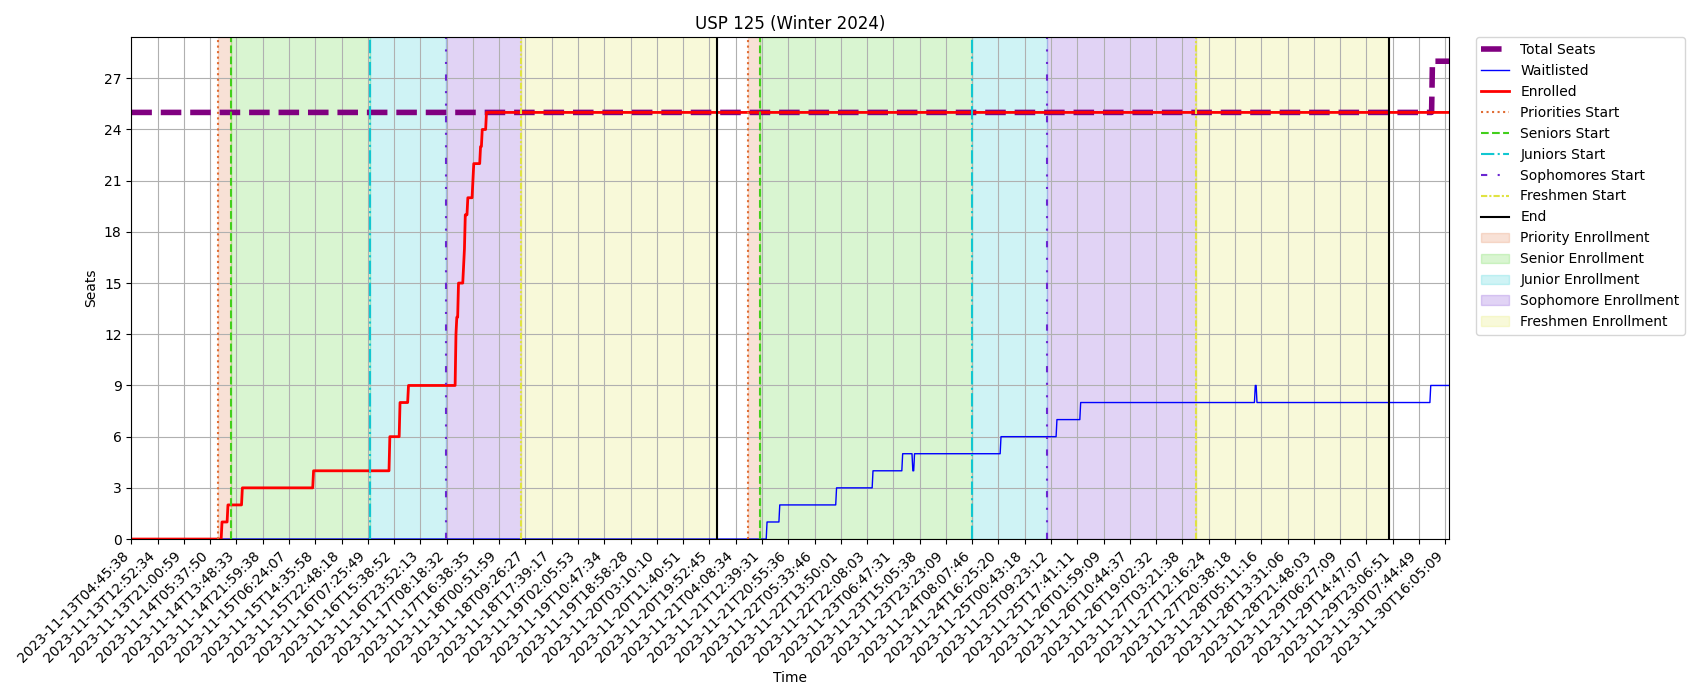 USP 125 (Winter 2024)
Seats
27
24
21
18
15
12
9
6
3
0
2023-11-13T04:45:38
2023-11-13T12:52:34
2023-11-13T21:00:59
2023-11-14T05:37:50
2023-11-14T13:48:33
2023-11-14T21:59:38
2023-11-15T06:24:07
2023-11-15T14:35:58
2023-11-15T22:48:18
2023-11-16T07:25:49
2023-11-16T15:38:52
2023-11-16T23:52:13
2023-11-17T08:18:32
2023-11-17T16:38:35
2023-11-18T00:51:59
2023-11-18T09:26:27
2023-11-18T17:39:17
2023-11-19T02:05:53
2023-11-19T10:47:34
2023-11-19T18:58:28
2023-11-20T03:10:10
2023-11-20T11:40:51
2023-11-20T19:52:45
2023-11-21T04:08:34
2023-11-21T12:39:31
2023-11-21T20:55:36
2023-11-22T05:33:46
2023-11-22T13:50:01
2023-11-22T22:08:03
2023-11-23T06:47:31
2023-11-23T15:05:38
2023-11-23T23:23:09
2023-11-24T08:07:46
2023-11-24T16:25:20
2023-11-25T00:43:18
2023-11-25T09:23:12
2023-11-25T17:41:11
2023-11-26T01:59:09
2023-11-26T10:44:37
2023-11-26T19:02:32
2023-11-27T03:21:38
2023-11-27T12:16:24
2023-11-27T20:38:18
2023-11-28T05:11:16
2023-11-28T13:31:06
2023-11-28T21:48:03
2023-11-29T06:27:09
2023-11-29T14:47:07
2023-11-29T23:06:51
2023-11-30T07:44:49
2023-11-30T16:05:09
Time
Total Seats
Waitlisted
Enrolled
Priorities Start
Seniors Start
Juniors Start
Sophomores Start
Freshmen Start
End
Priority Enrollment
Senior Enrollment
Junior Enrollment
Sophomore Enrollment
Freshmen Enrollment